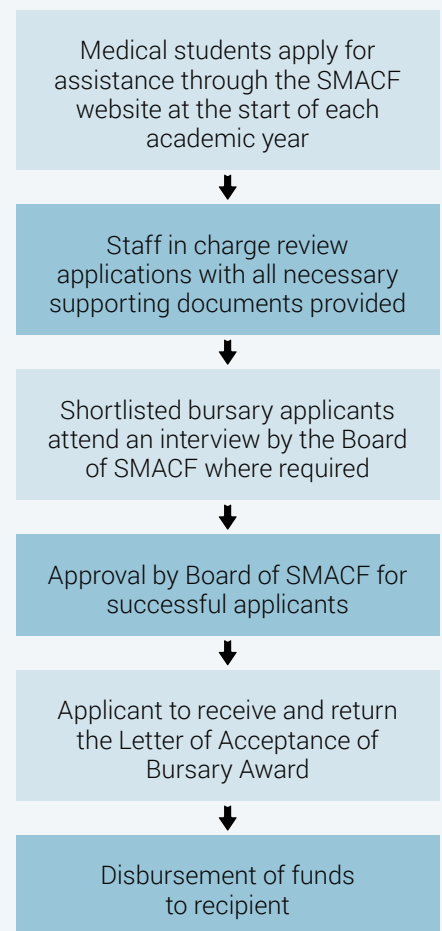 Medical students apply for
assistance through the SMACF
website at the start of each
academic year
Staff in charge review
applications with all necessary
supporting documents provided
Shortlisted bursary applicants
attend an interview by the Board
of SMACF where required
Approval by Board of SMACF for
successful applicants
Applicant to receive and return
the Letter of Acceptance of
Bursary Award
Disbursement of funds
to recipient